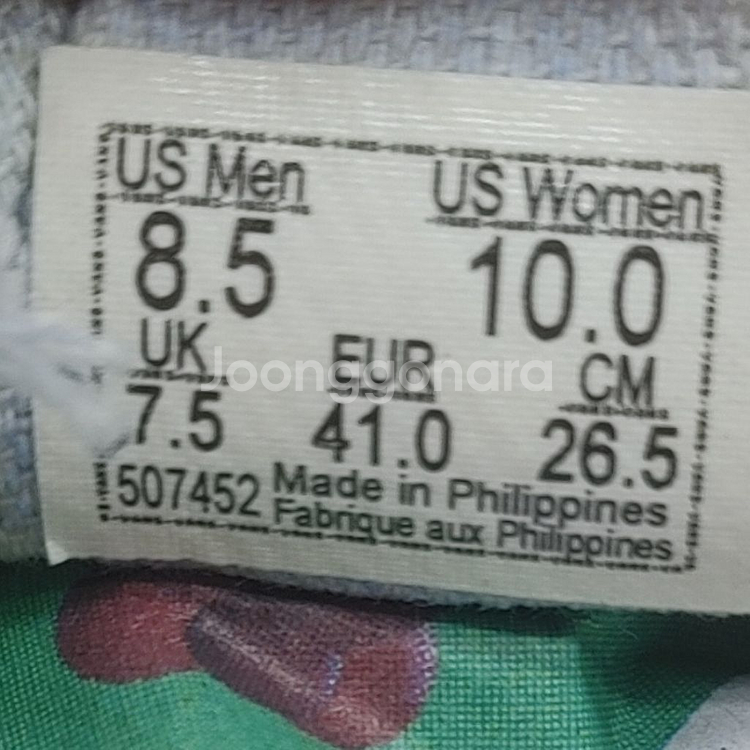 US Men US Women
8.5 10.0
UK EUR CM
7.5 41.0 26.5
507452 Made in Philippines
Fabrique aux Philippines
Joonggonara